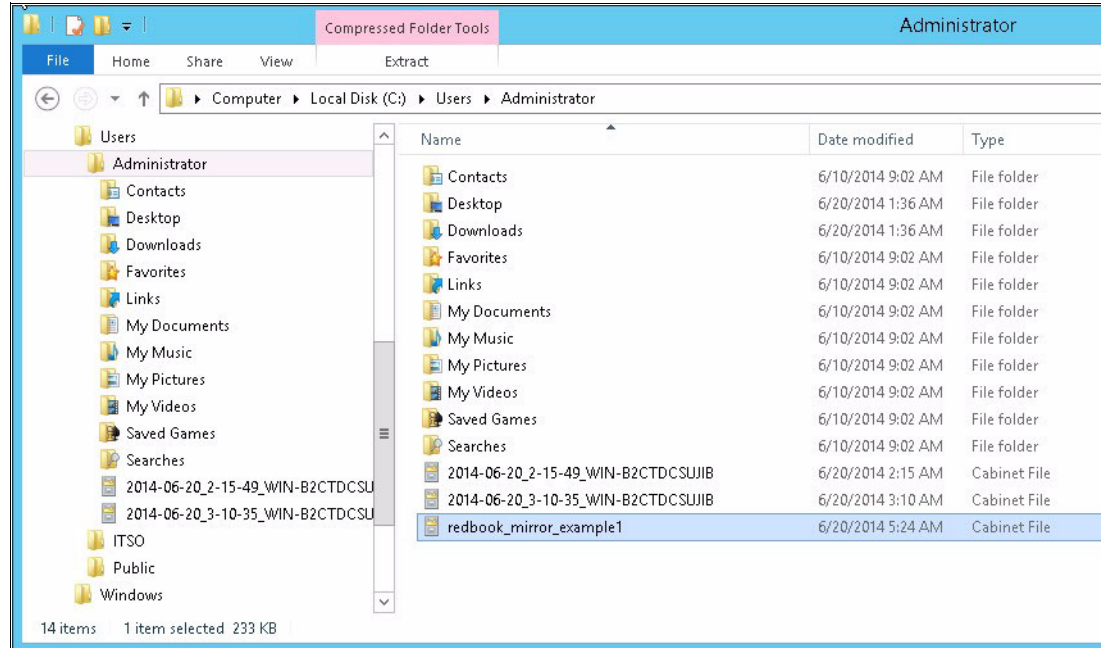 Compressed Folder Tools
Administrator
File
Home
Share
View
Extract
Computer
Local Disk (C:)
Users
Administrator
Users
Administrator
Contacts
Desktop
Downloads
Favorites
Links
My Documents
My Music
My Pictures
My Videos
Saved Games
Searches
2014-06-20_2-15-49_WIN-B2CTDCSU
2014-06-20_3-10-35_WIN-B2CTDCSU
ITSO
Public
Windows
Name Date modified Type
Contacts 6/10/2014 9:02 AM File folder
Desktop 6/20/2014 1:36 AM File folder
Downloads 6/20/2014 1:36 AM File folder
Favorites 6/10/2014 9:02 AM File folder
Links 6/10/2014 9:02 AM File folder
My Documents 6/10/2014 9:02 AM File folder
My Music 6/10/2014 9:02 AM File folder
My Pictures 6/10/2014 9:02 AM File folder
My Videos 6/10/2014 9:02 AM File folder
Saved Games 6/10/2014 9:02 AM File folder
Searches 6/10/2014 9:02 AM File folder
2014-06-20_2-15-49_WIN-B2CTDCSUJIB 6/20/2014 2:15 AM Cabinet File
2014-06-20_3-10-35_WIN-B2CTDCSUJIB 6/20/2014 3:10 AM Cabinet File
redbook_mirror_example1 6/20/2014 5:24 AM Cabinet File
14 items 1 item selected 233 KB